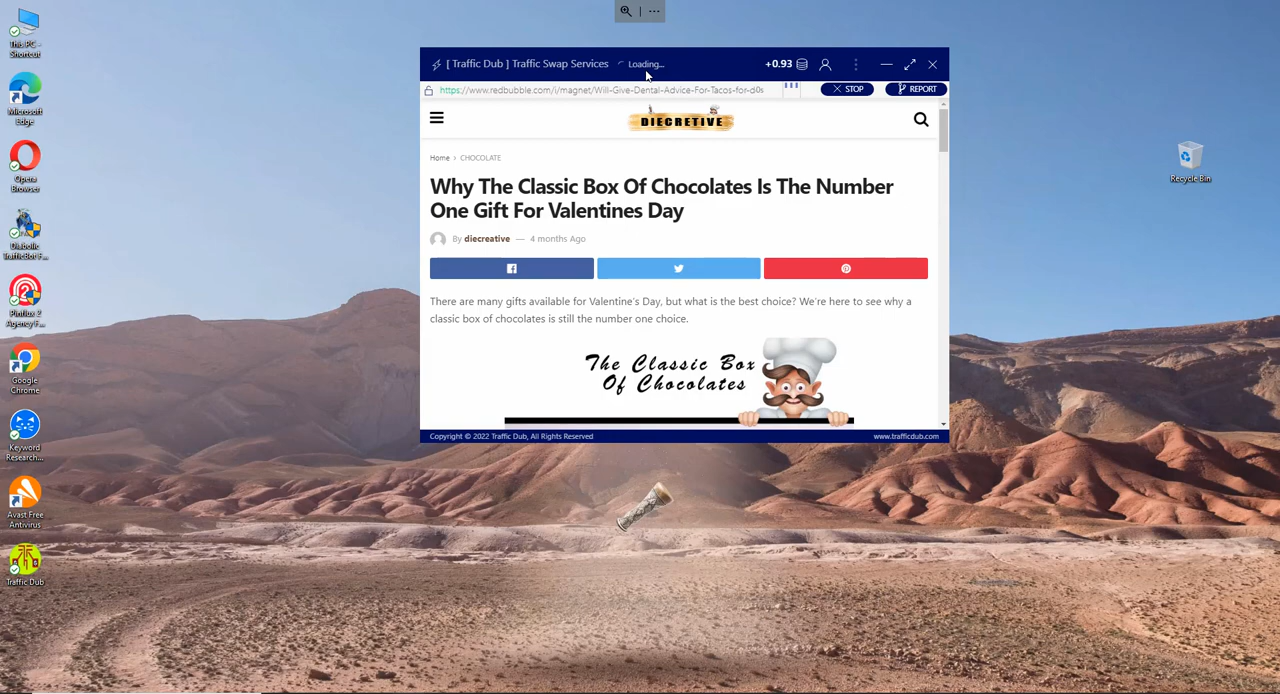 This PC -
Shortcut
Microsoft
Edge
Opera
Browser
Diabolic
TrafficBot F...
Pinflux 2
Agency F...
Google
Chrome
Keyword
Research...
Avast Free
Antivirus
Traffic Dub
Recycle Bin
[ Traffic Dub ] Traffic Swap Services
Loading...
+0.93
https://www.redbubble.com/i/magnet/Will-Give-Dental-Advice-For-Tacos-for-d0s
STOP
REPORT
DIECRETIVE
Home > CHOCOLATE
Why The Classic Box Of Chocolates Is The Number
One Gift For Valentines Day
By diecreative — 4 months Ago
There are many gifts available for Valentine's Day, but what is the best choice? We're here to see why a
classic box of chocolates is still the number one choice.
The Classic Box
Of Chocolates
Copyright © 2022 Traffic Dub, All Rights Reserved
www.trafficdub.com